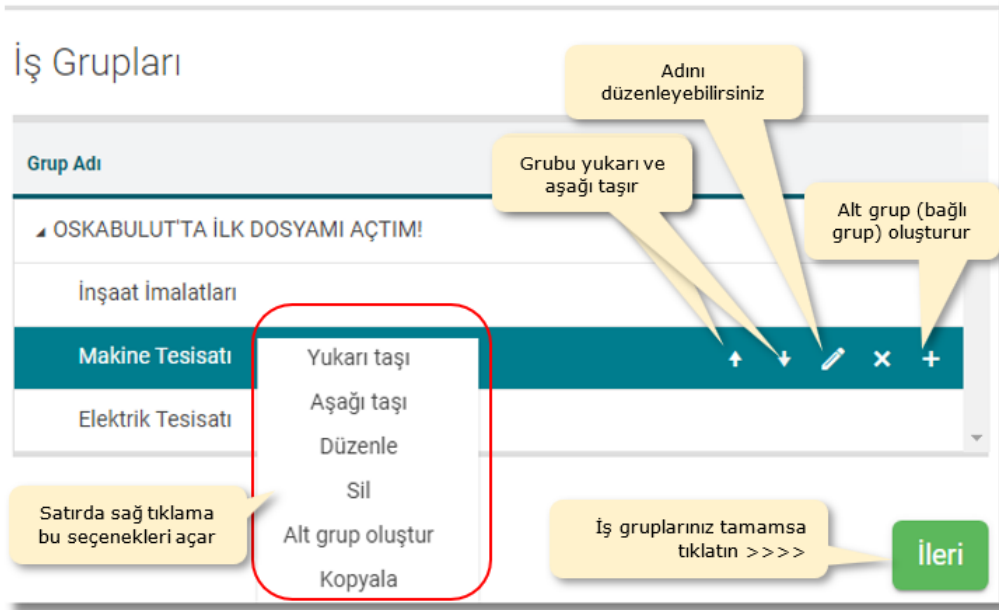 İş Grupları
Adını
düzenleyebilirsiniz
Grup Adı
Grubu yukarı ve
aşağı taşır
Alt grup (bağlı
grup) oluşturur
OSKABULUT'TA İLK DOSYAMI AÇTIM!
İnşaat İmalatları
Makine Tesisatı
Elektrik Tesisatı
Yukarı taşı
Aşağı taşı
Düzenle
Sil
Alt grup oluştur
Kopyala
Satırda sağ tıklama
bu seçenekleri açar
İş gruplarınız tamamsa
tıklatın >>>>
İleri